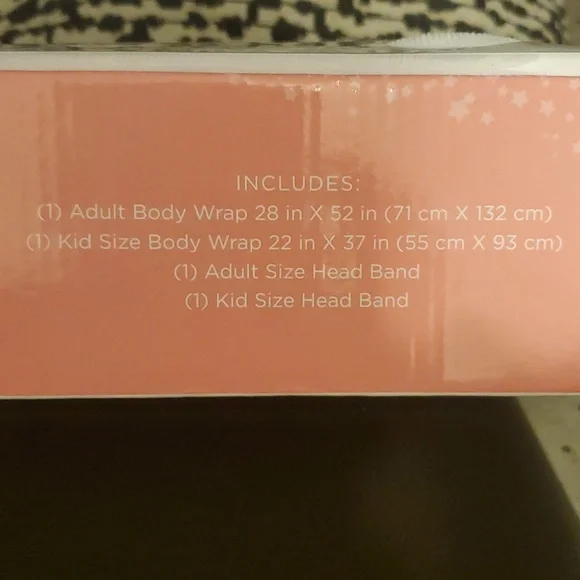 INCLUDES:
(1) Adult Body Wrap 28 in X 52 in (71 cm X 132 cm)
(1) Kid Size Body Wrap 22 in X 37 in (55 cm X 93 cm)
(1) Adult Size Head Band
(1) Kid Size Head Band